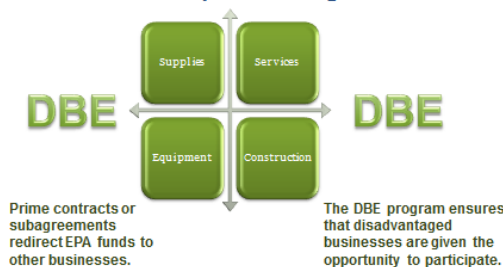 Supplies
Services
DBE
DBE
Equipment
Construction
Prime contracts or
subagreements
redirect EPA funds to
other businesses.
The DBE program ensures
that disadvantaged
businesses are given the
opportunity to participate.